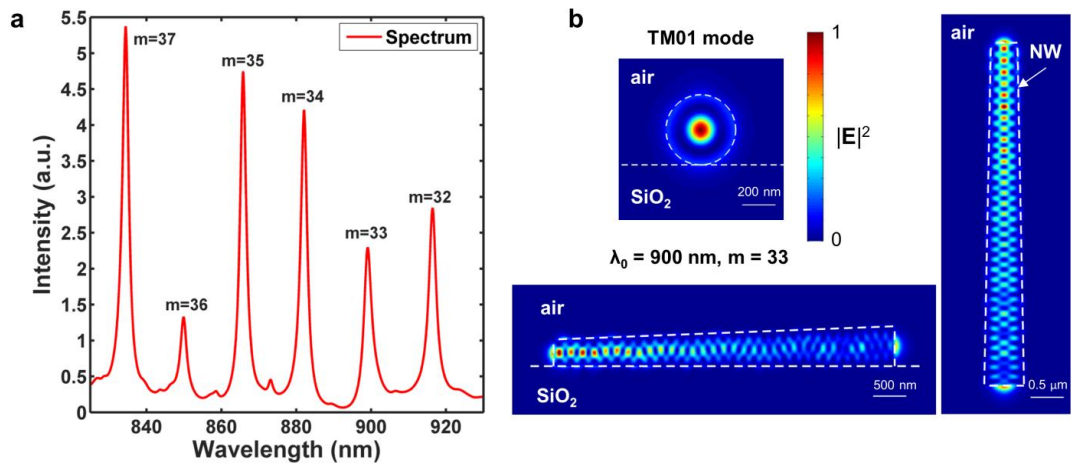 a
5.5
5
4.5
4
3.5
3
2.5
2
1.5
1
0.5
0
Intensity (a.u.)
m=37
m=36
m=35
m=34
m=33
m=32
Spectrum
840
860
880
900
920
Wavelength (nm)
b
TM01 mode
air
SiO₂
200 nm
1
|E|²
0
λ₀ = 900 nm, m = 33
air
SiO₂
500 nm
air
NW
0.5 µm